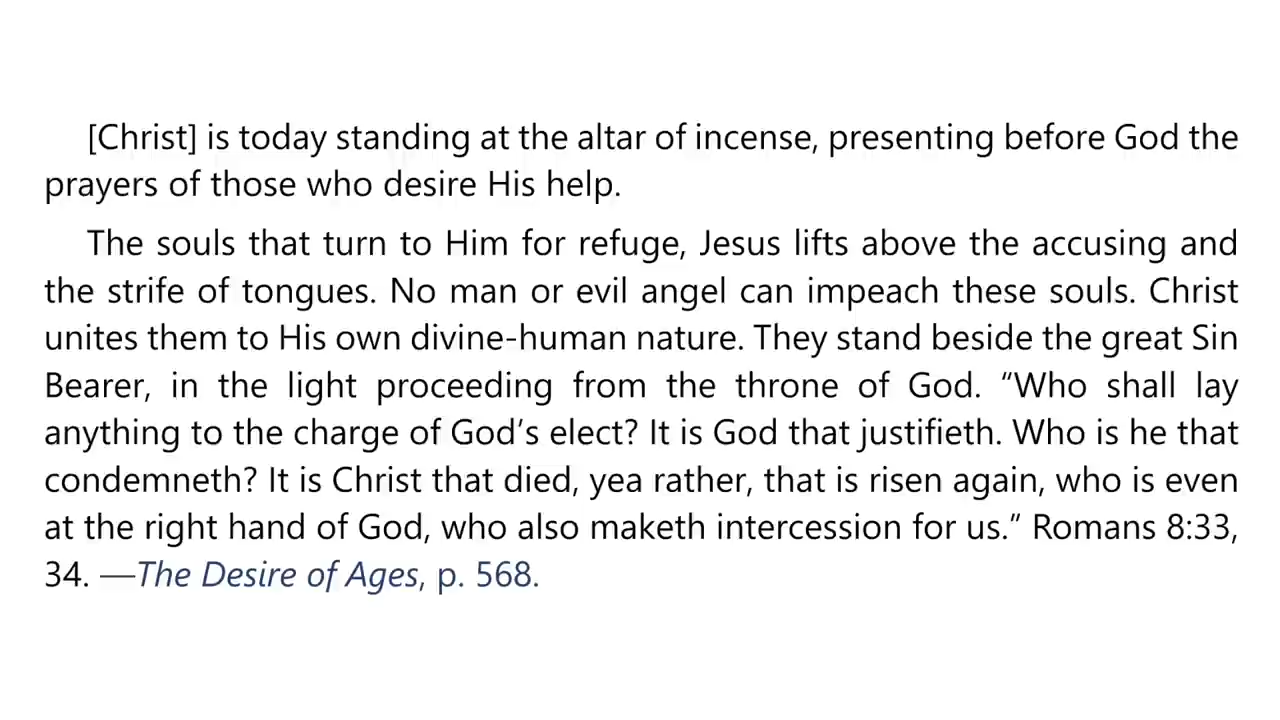 [Christ] is today standing at the altar of incense, presenting before God the
prayers of those who desire His help.
The souls that turn to Him for refuge, Jesus lifts above the accusing and
the strife of tongues. No man or evil angel can impeach these souls. Christ
unites them to His own divine-human nature. They stand beside the great Sin
Bearer, in the light proceeding from the throne of God. “Who shall lay
anything to the charge of God’s elect? It is God that justifieth. Who is he that
condemneth? It is Christ that died, yea rather, that is risen again, who is even
at the right hand of God, who also maketh intercession for us.” Romans 8:33,
34. —The Desire of Ages, p. 568.